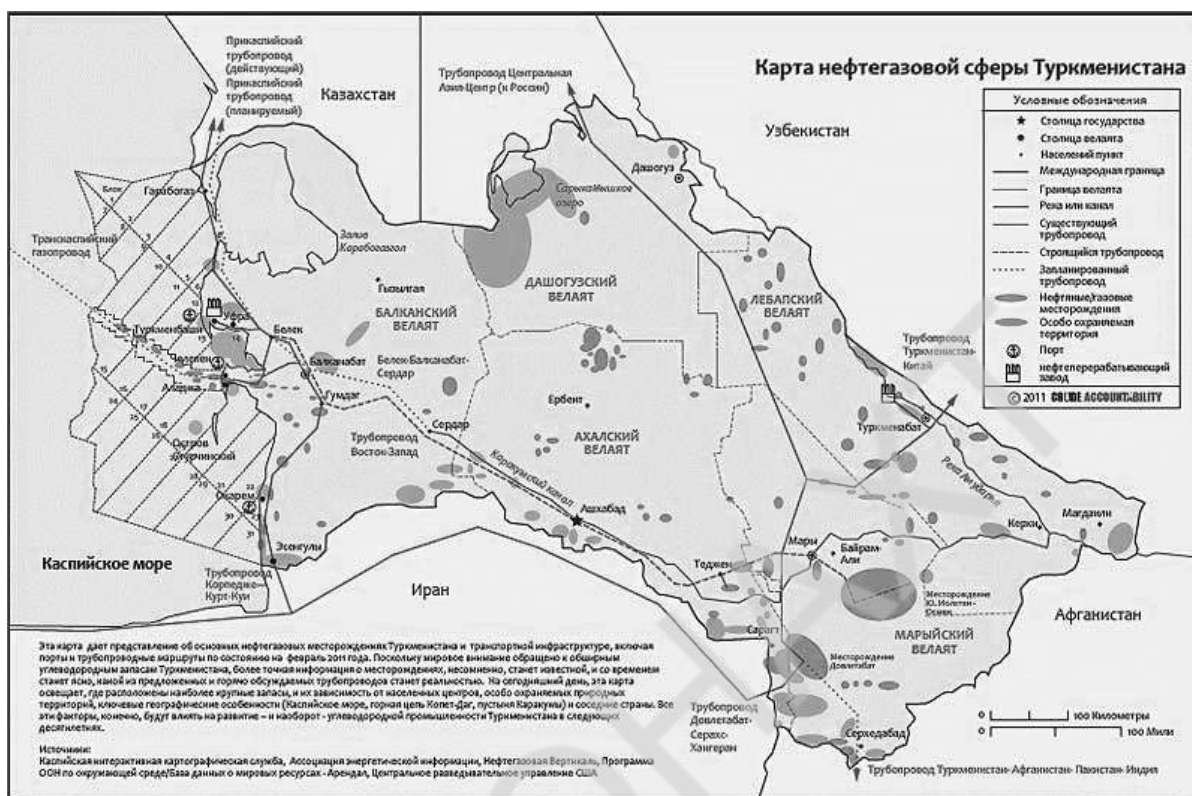 Карта нефтегазовой сферы Туркменистана
Условные обозначения
Столица государства
Столица велаята
Населений пункт
Международная граница
Граница велаята
Река или канал
Существующий
трубопровод
Строящийся трубопровод
Запланированный
трубопровод
Нефтяные/газовые
месторождения
Особо охраняемая
территория
Порт
нефтеперерабатывающий
завод
© 2011 CRUDE ACCOUNTABILITY
Прикаспийский
трубопровод
(действующий)
Прикаспийский
трубопровод
(планируемый)
Казахстан
Трубопровод Центральная
Азия-Центр (к России)
Узбекистан
Дашогуз
Блок
Гарабогаз
озеро
Транскаспийский
газопровод
Залив
Карабогазгол
Гызылгая
ДАШОГУЗСКИЙ
ВЕЛАЯТ
БАЛКАНСКИЙ
ВЕЛАЯТ
ЛЕБАПСКИЙ
ВЕЛАЯТ
Уфра
Туркменбаши
Белек
Трубопровод
Туркменистан-
Китай
Балканабат
Белек-Балканабат-
Сердар
Аладжа
Гумдаг
Ербент
Туркменабат
Сердар
Трубопровод
Восток-Запад
АХАЛСКИЙ
ВЕЛАЯТ
Остров
Огурчинский
Каракумский канал
Река Амударья
Окарем
Ашхабад
Керки
Магданлы
Эсенгулы
Мары
Байрам-
Али
Каспийское море
Теджен
Трубопровод
Корпедже-
Курт-Куи
Иран
Месторождение
Ю. Иолотен-
Осман
Афганистан
Сарагт
МАРЫЙСКИЙ
ВЕЛАЯТ
Месторождение
Довлетабат
Трубопровод
Довлетабат-
Серахс-
Хангеран
Серхедабад
0 100 Километры
0 100 Мили
Трубопровод Туркменистан- Афганистан- Пакистан- Индия
Эта карта дает представление об основных нефтегазовых месторождениях Туркменистана и транспортной инфраструктуре, включая
порты и трубопроводные маршруты по состоянию на февраль 2011 года. Поскольку мировое внимание обращено к обширным
углеводородным запасам Туркменистана, более точная информация о месторождениях, несомненно, станет известной, и со временем
станет ясно, какой из предложенных и горячо обсуждаемых трубопроводов станет реальностью. На сегодняшний день, эта карта
освещает, где расположены наиболее крупные запасы, и их зависимость от населенных центров, особо охраняемых природных
территорий, ключевые географические особенности (Каспийское море, горная цепь Копет-Даг, пустыня Каракумы) и соседние страны. Все
эти факторы, конечно, будут влиять на развитие – и наоборот - углеводородной промышленности Туркменистана в следующих
десятилетиях.
Источники:
Каспийская интерактивная картографическая служба, Ассоциация энергетической информации, Нефтегазовая Вертикаль, Программа
ООН по окружающей среде/База данных о мировых ресурсах - Арендал, Центральное разведывательное управление США